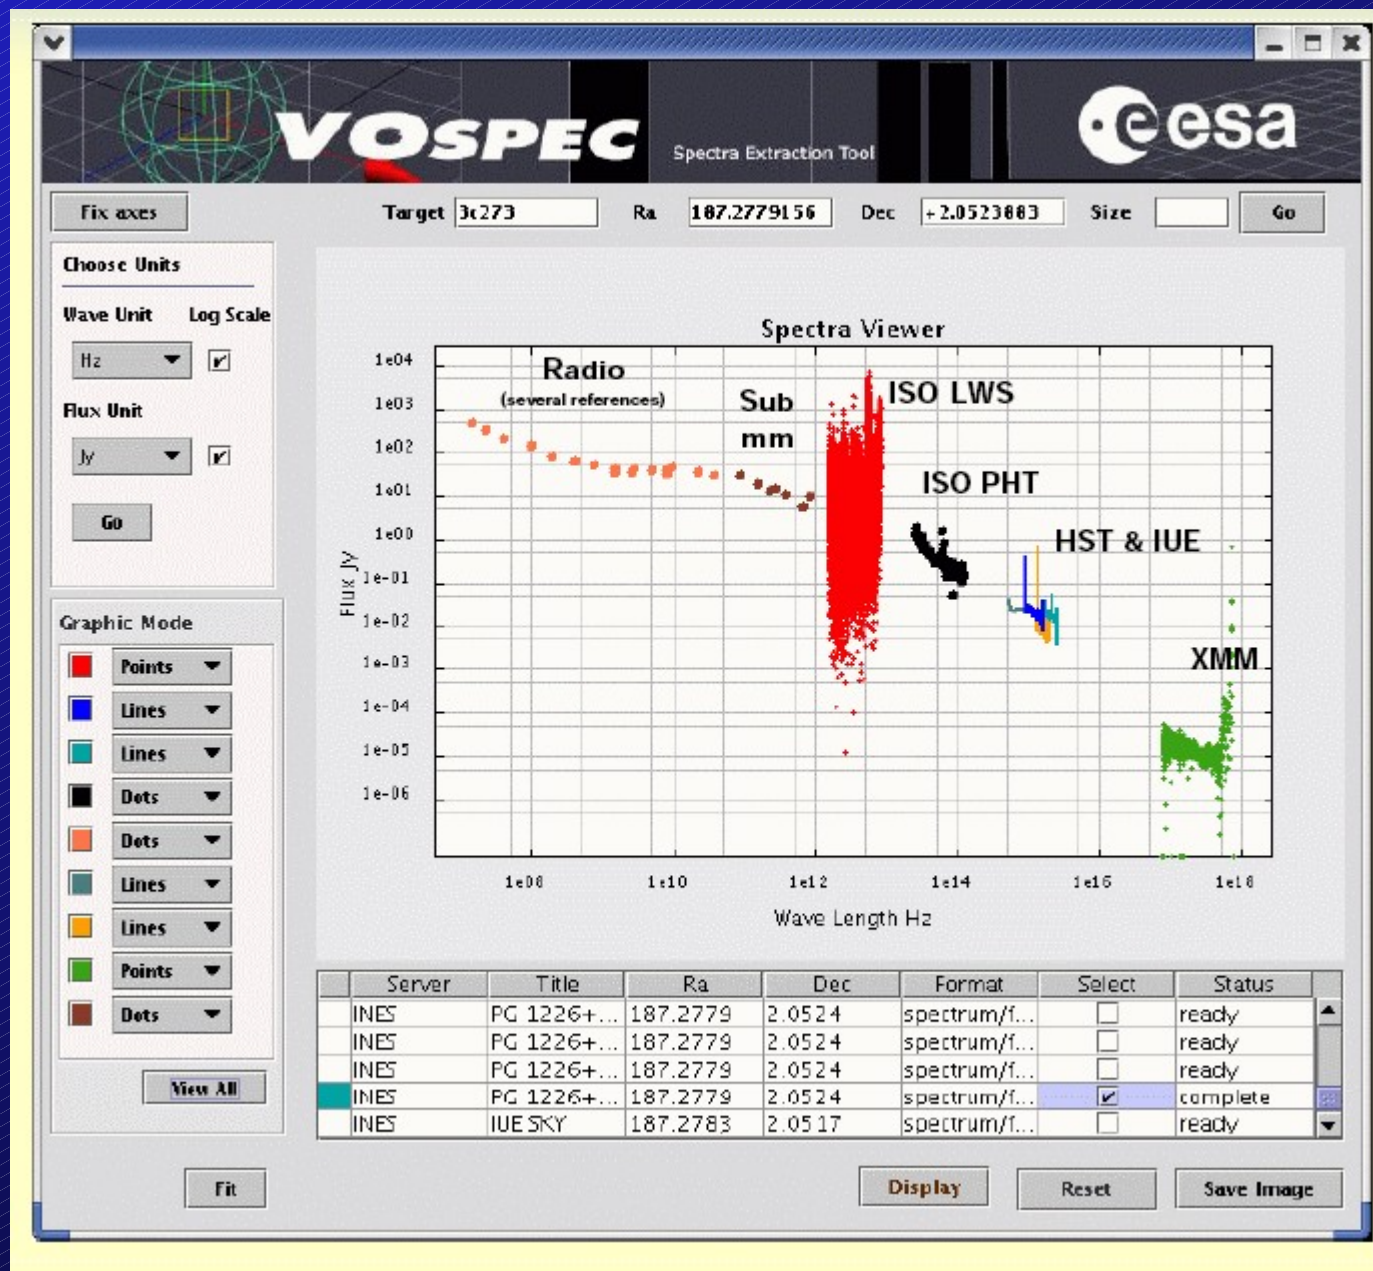 VOSPEC Spectra Extraction Tool esa
Fix axes Target 3c273 Ra 187.2779156 Dec +2.0523883 Size Go
Choose Units
Wave Unit Log Scale
Hz
Flux Unit
Jy
Go
Graphic Mode
Points
Lines
Lines
Dots
Dots
Lines
Lines
Points
Dots
View All
Fit
Spectra Viewer
Radio
(several references)
Sub
mm
ISO LWS
ISO PHT
HST & IUE
XMM
1e04
1e03
1e02
1e01
1e00
1e-01
1e-02
1e-03
1e-04
1e-05
1e-06
Flux Jy
1e08 1e10 1e12 1e14 1e16 1e18
Wave Length Hz
Server Title Ra Dec Format Select Status
INES PG 1226+... 187.2779 2.0524 spectrum/f... ready
INES PG 1226+... 187.2779 2.0524 spectrum/f... ready
INES PG 1226+... 187.2779 2.0524 spectrum/f... ready
INES PG 1226+... 187.2779 2.0524 spectrum/f... complete
INES IUE SKY 187.2783 2.0517 spectrum/f... ready
Display Reset Save Image